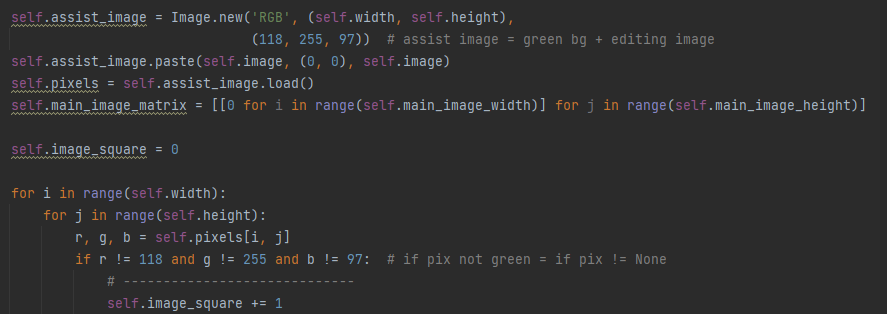 self.assist_image = Image.new('RGB', (self.width, self.height),
(118, 255, 97))  # assist image = green bg + editing image
self.assist_image.paste(self.image, (0, 0), self.image)
self.pixels = self.assist_image.load()
self.main_image_matrix = [[0 for i in range(self.main_image_width)] for j in range(self.main_image_height)]
self.image_square = 0
for i in range(self.width):
for j in range(self.height):
r, g, b = self.pixels[i, j]
if r != 118 and g != 255 and b != 97:  # if pix not green = if pix != None
# -----------------------------
self.image_square += 1